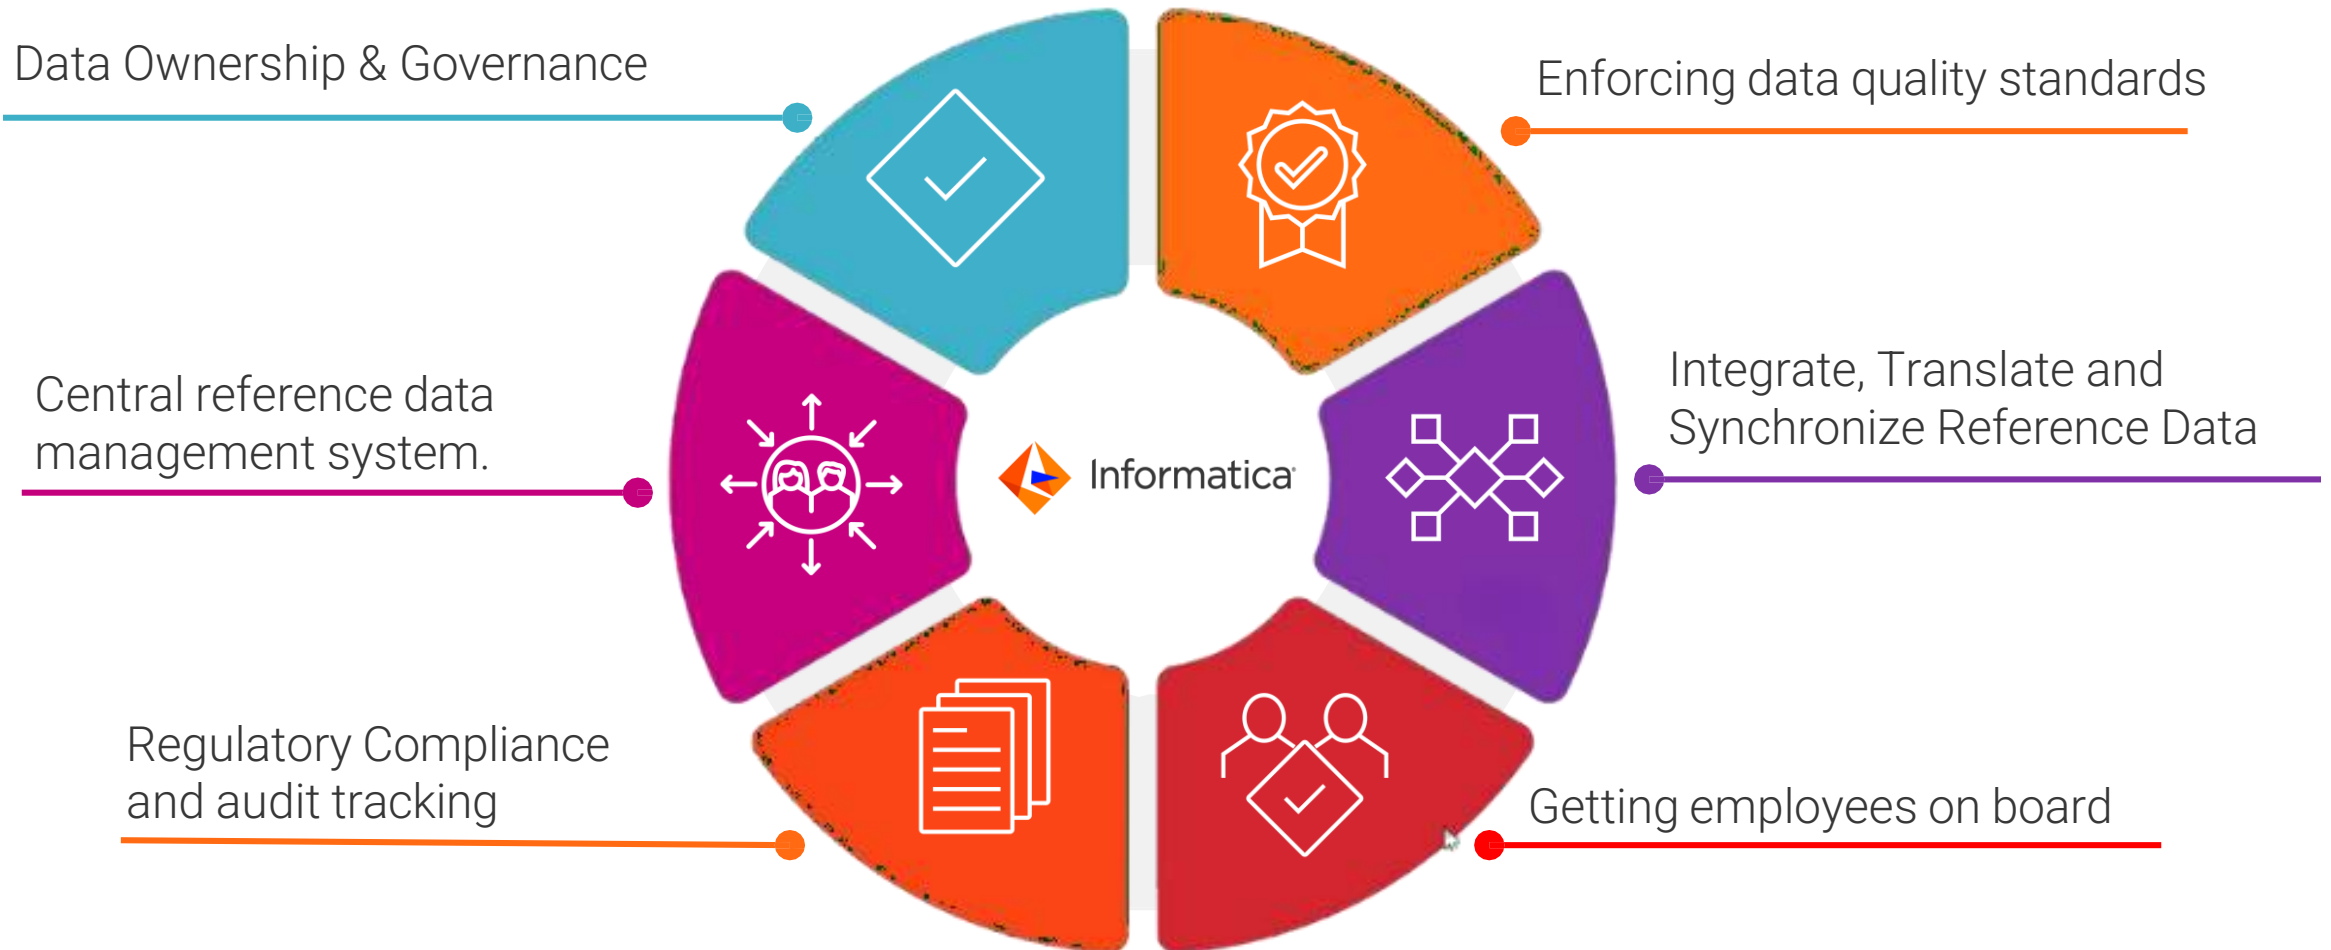 Data Ownership & Governance
Enforcing data quality standards
Central reference data
management system.
Integrate, Translate and
Synchronize Reference Data
Informatica
Regulatory Compliance
and audit tracking
Getting employees on board